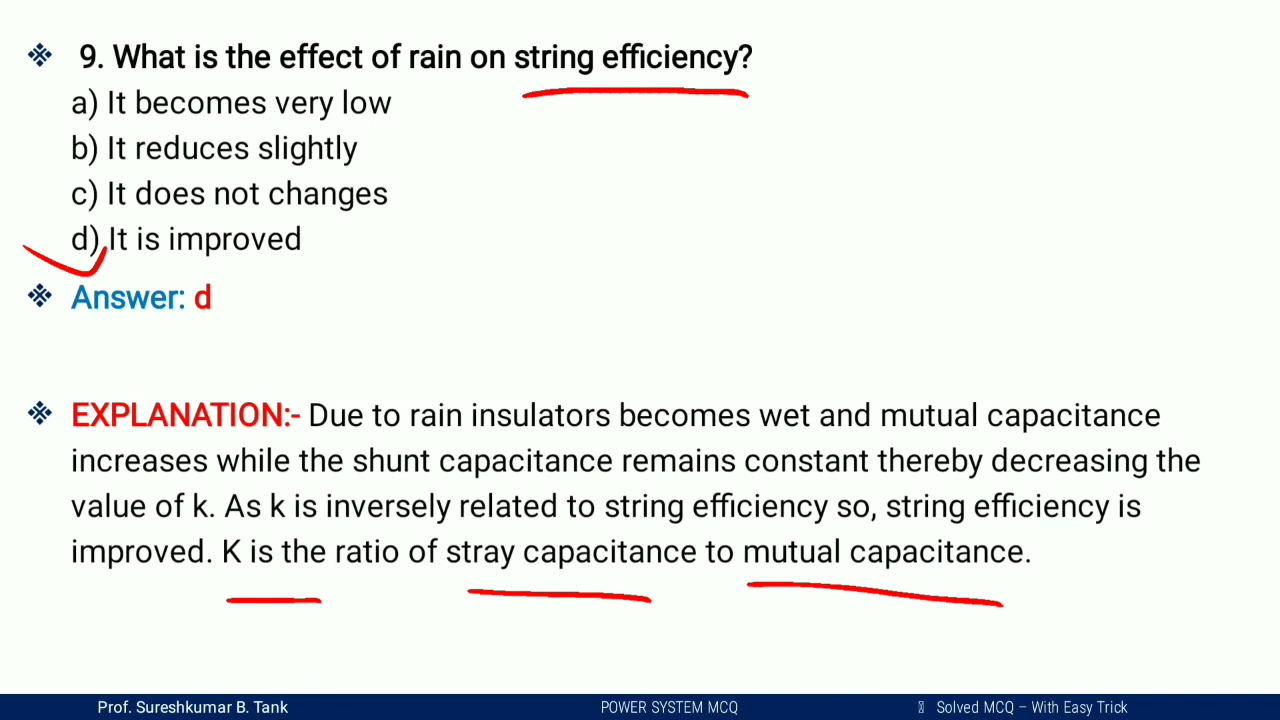 ❖ 9. What is the effect of rain on string efficiency?
a) It becomes very low
b) It reduces slightly
c) It does not changes
d) It is improved
❖ Answer: d
❖ EXPLANATION:- Due to rain insulators becomes wet and mutual capacitance
increases while the shunt capacitance remains constant thereby decreasing the
value of k. As k is inversely related to string efficiency so, string efficiency is
improved. K is the ratio of stray capacitance to mutual capacitance.
Prof. Sureshkumar B. Tank POWER SYSTEM MCQ Solved MCQ – With Easy Trick